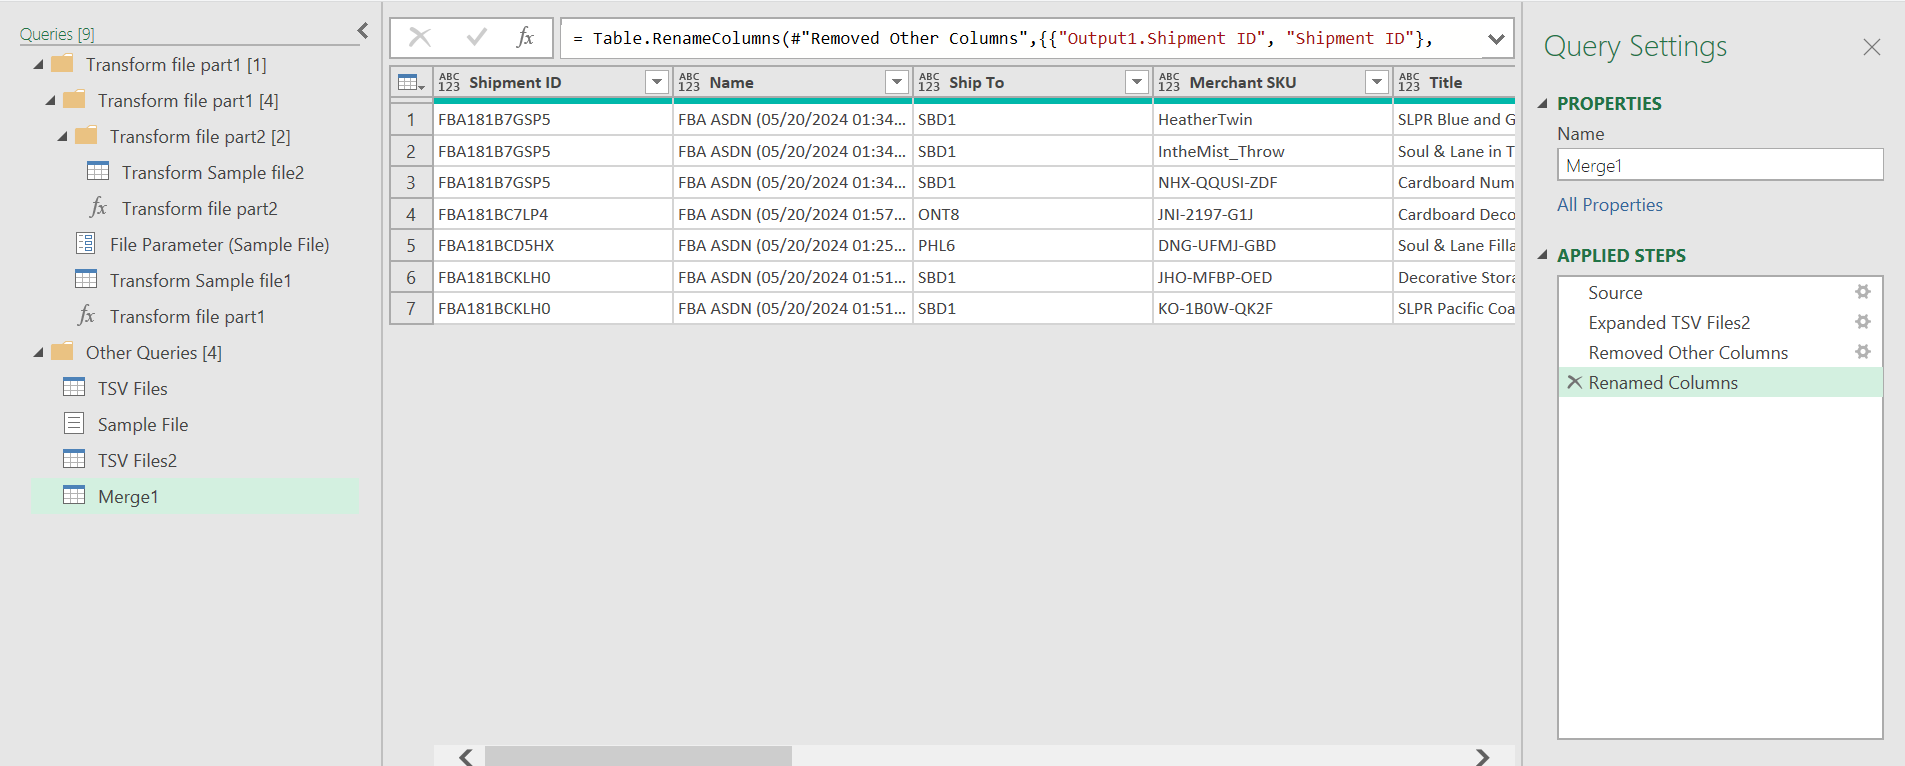 Queries [9]
Transform file part1 [1]
Transform file part1 [4]
Transform file part2 [2]
Transform Sample file2
fx Transform file part2
File Parameter (Sample File)
Transform Sample file1
fx Transform file part1
Other Queries [4]
TSV Files
Sample File
TSV Files2
Merge1
fx = Table.RenameColumns(#"Removed Other Columns",{{"Output1.Shipment ID", "Shipment ID"},
ABC 123 Shipment ID ABC 123 Name ABC 123 Ship To ABC 123 Merchant SKU ABC 123 Title
1 FBA181B7GSP5 FBA ASDN (05/20/2024 01:34... SBD1 HeatherTwin SLPR Blue and G
2 FBA181B7GSP5 FBA ASDN (05/20/2024 01:34... SBD1 IntheMist_Throw Soul & Lane in T
3 FBA181B7GSP5 FBA ASDN (05/20/2024 01:34... SBD1 NHX-QQUSI-ZDF Cardboard Num
4 FBA181BC7LP4 FBA ASDN (05/20/2024 01:57... ONT8 JNI-2197-G1J Cardboard Deco
5 FBA181BCD5HX FBA ASDN (05/20/2024 01:25... PHL6 DNG-UFMJ-GBD Soul & Lane Filla
6 FBA181BCKLH0 FBA ASDN (05/20/2024 01:51... SBD1 JHO-MFBP-OED Decorative Stora
7 FBA181BCKLH0 FBA ASDN (05/20/2024 01:51... SBD1 KO-1B0W-QK2F SLPR Pacific Coa
Query Settings
PROPERTIES
Name
Merge1
All Properties
APPLIED STEPS
Source
Expanded TSV Files2
Removed Other Columns
Renamed Columns